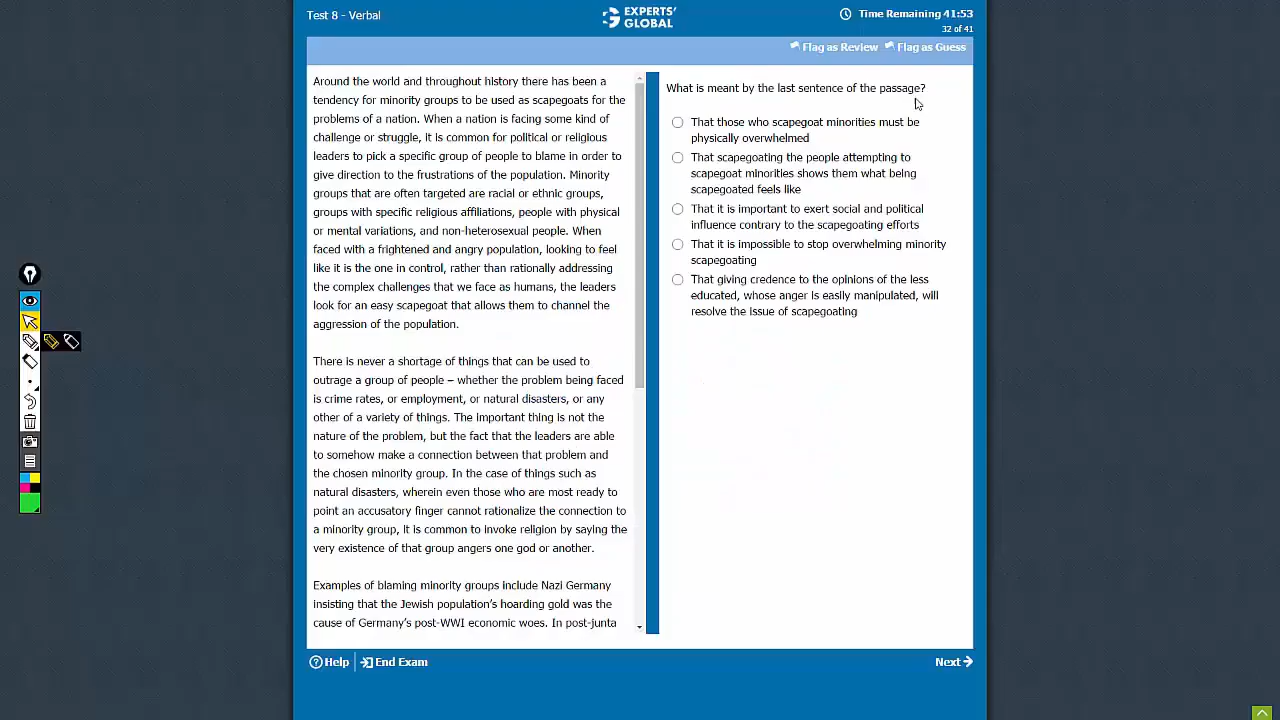 Test 8 - Verbal
EXPERTS'
GLOBAL
Time Remaining 41:53
32 of 41
Flag as Review
Flag as Guess
Around the world and throughout history there has been a
tendency for minority groups to be used as scapegoats for the
problems of a nation. When a nation is facing some kind of
challenge or struggle, it is common for political or religious
leaders to pick a specific group of people to blame in order to
give direction to the frustrations of the population. Minority
groups that are often targeted are racial or ethnic groups,
groups with specific religious affiliations, people with physical
or mental variations, and non-heterosexual people. When
faced with a frightened and angry population, looking to feel
like it is the one in control, rather than rationally addressing
the complex challenges that we face as humans, the leaders
look for an easy scapegoat that allows them to channel the
aggression of the population.
There is never a shortage of things that can be used to
outrage a group of people – whether the problem being faced
is crime rates, or employment, or natural disasters, or any
other of a variety of things. The important thing is not the
nature of the problem, but the fact that the leaders are able
to somehow make a connection between that problem and
the chosen minority group. In the case of things such as
natural disasters, wherein even those who are most ready to
point an accusatory finger cannot rationalize the connection to
a minority group, it is common to invoke religion by saying the
very existence of that group angers one god or another.
Examples of blaming minority groups include Nazi Germany
insisting that the Jewish population's hoarding gold was the
cause of Germany's post-WWI economic woes. In post-junta
What is meant by the last sentence of the passage?
That those who scapegoat minorities must be
physically overwhelmed
That scapegoating the people attempting to
scapegoat minorities shows them what being
scapegoated feels like
That it is important to exert social and political
influence contrary to the scapegoating efforts
That it is impossible to stop overwhelming minority
scapegoating
That giving credence to the opinions of the less
educated, whose anger is easily manipulated, will
resolve the issue of scapegoating
Help
End Exam
Next